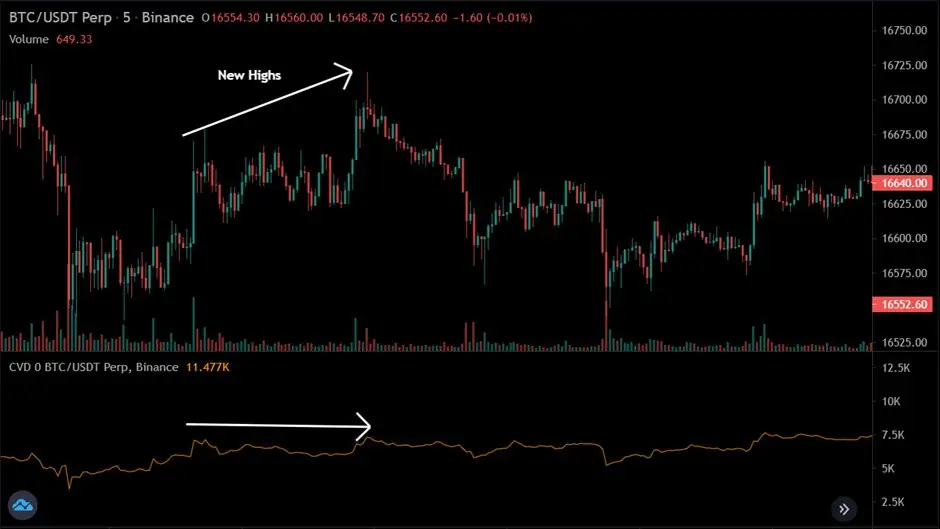 BTC/USDT Perp · 5 · Binance O16554.30 H16560.00 L16548.70 C16552.60 −1.60 (−0.01%)
Volume 649.33
New Highs
16750.00
16725.00
16700.00
16675.00
16650.00
16640.00
16625.00
16600.00
16575.00
16552.60
16525.00
CVD 0 BTC/USDT Perp, Binance 11.477K
12.5K
10K
7.5K
5K
2.5K